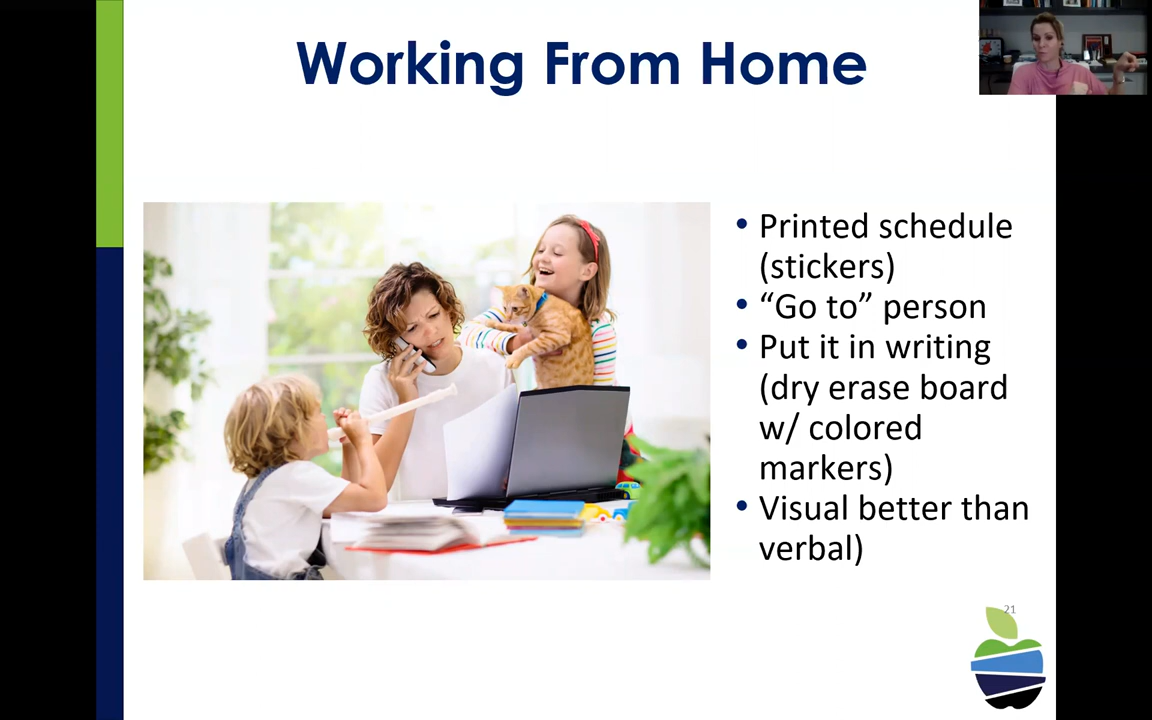 Working From Home
• Printed schedule
(stickers)
• “Go to” person
• Put it in writing
(dry erase board
w/ colored
markers)
• Visual better than
verbal)
21